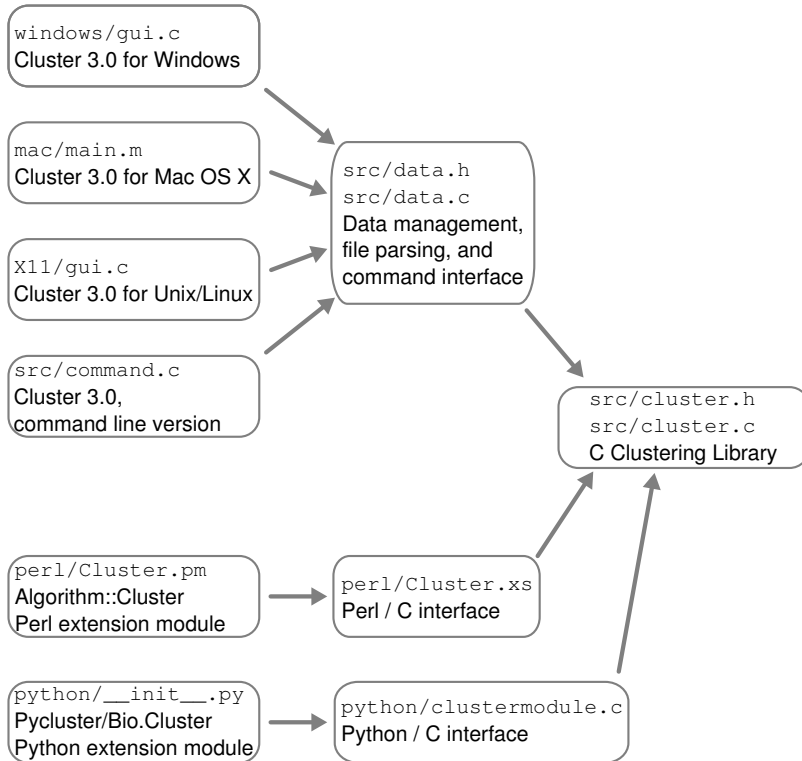 windows/gui.c
Cluster 3.0 for Windows
mac/main.m
Cluster 3.0 for Mac OS X
X11/gui.c
Cluster 3.0 for Unix/Linux
src/command.c
Cluster 3.0,
command line version
src/data.h
src/data.c
Data management,
file parsing, and
command interface
src/cluster.h
src/cluster.c
C Clustering Library
perl/Cluster.pm
Algorithm::Cluster
Perl extension module
perl/Cluster.xs
Perl / C interface
python/__init__.py
Pycluster/Bio.Cluster
Python extension module
python/clustermodule.c
Python / C interface